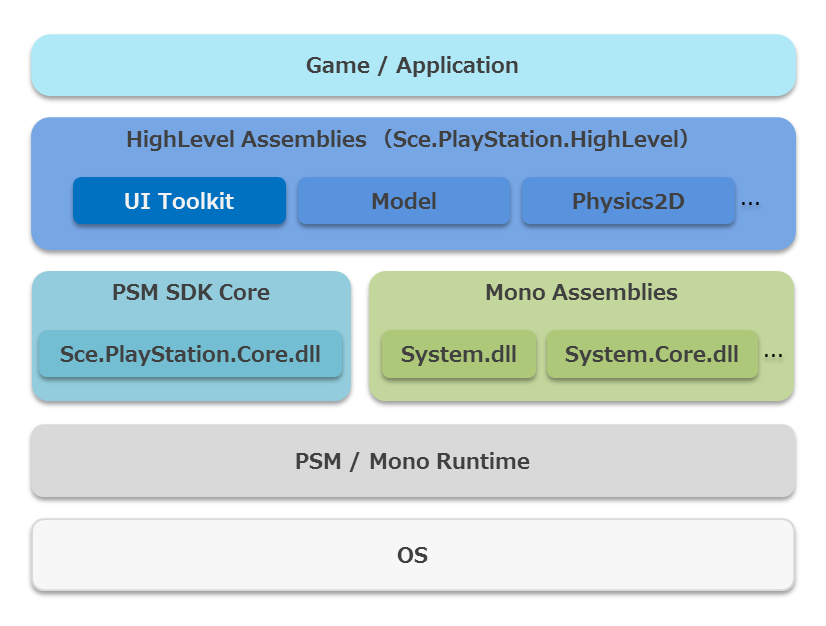 Game / Application
HighLevel Assemblies （Sce.PlayStation.HighLevel）
UI Toolkit Model Physics2D ...
PSM SDK Core
Sce.PlayStation.Core.dll
Mono Assemblies
System.dll System.Core.dll ...
PSM / Mono Runtime
OS